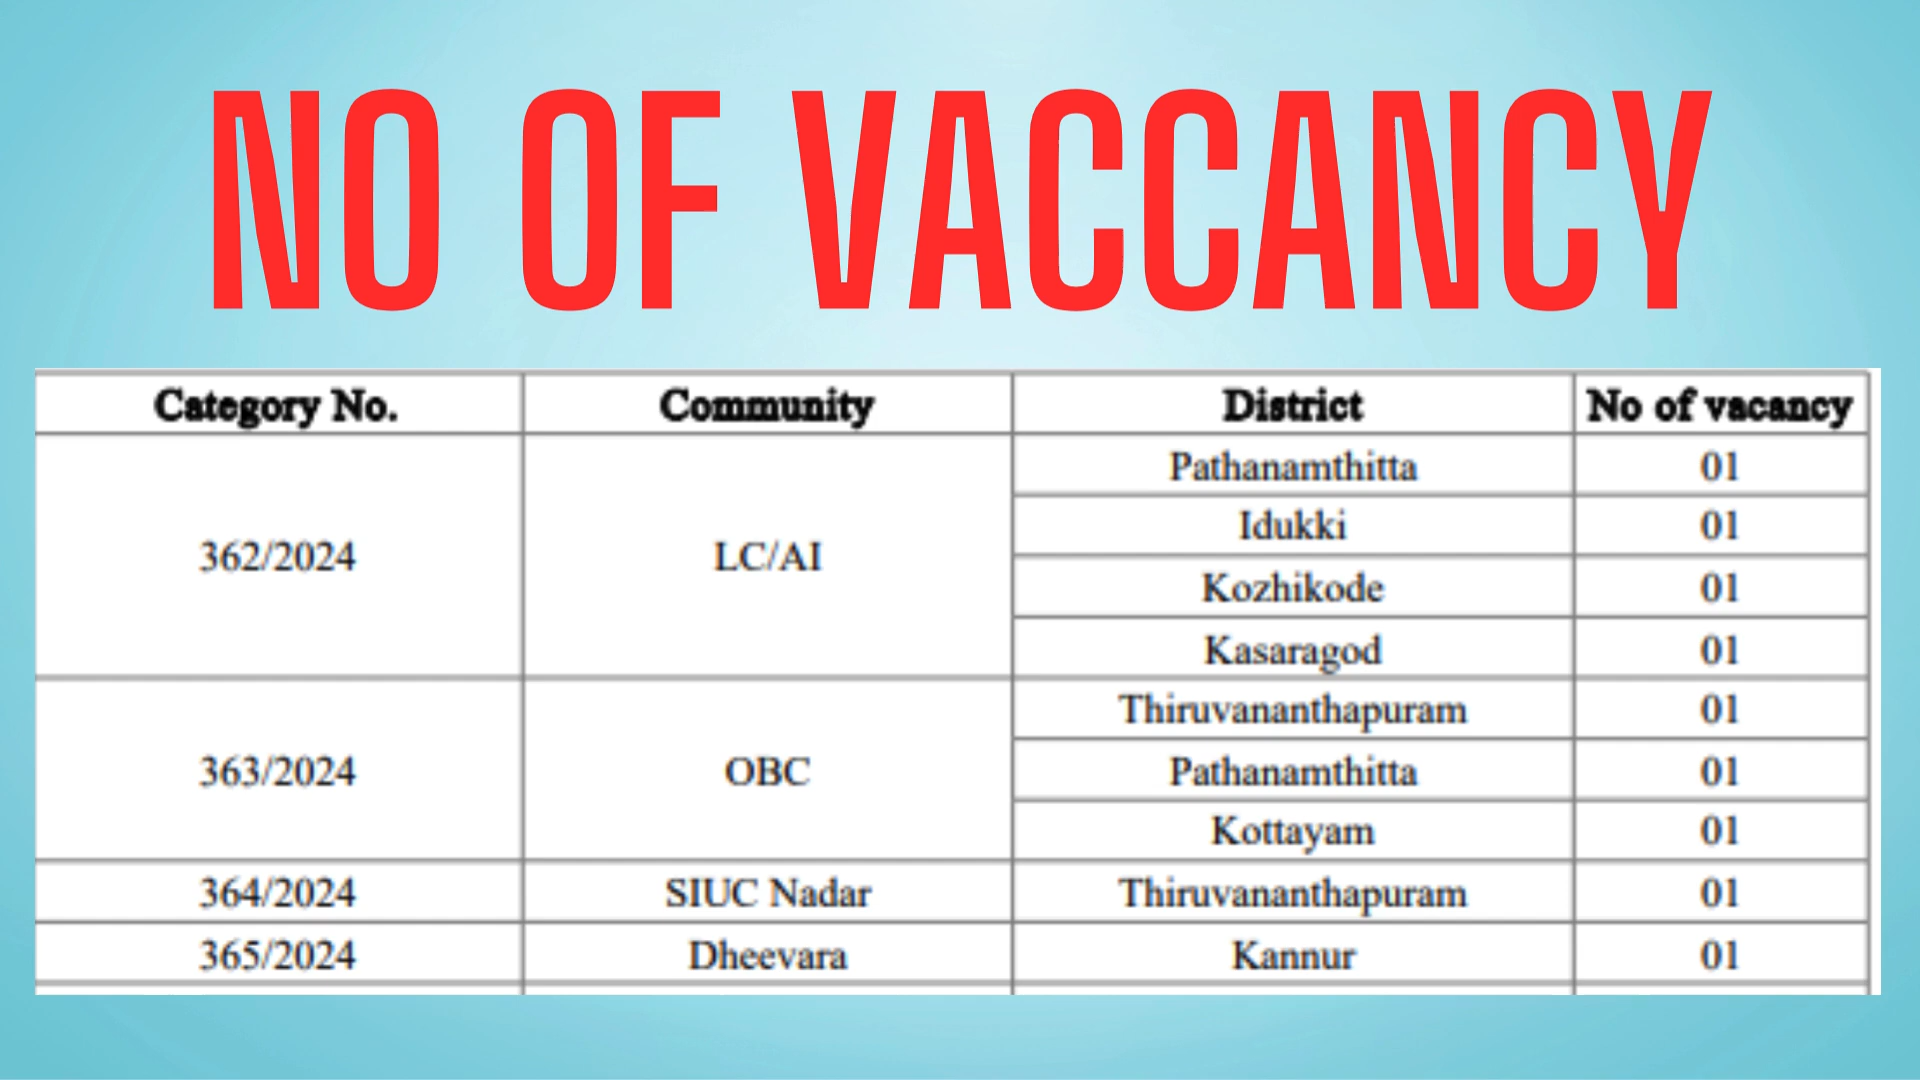 NO OF VACCANCY
Category No. Community District No of vacancy
362/2024 LC/AI Pathanamthitta 01
Idukki 01
Kozhikode 01
Kasaragod 01
363/2024 OBC Thiruvananthapuram 01
Pathanamthitta 01
Kottayam 01
364/2024 SIUC Nadar Thiruvananthapuram 01
365/2024 Dheevara Kannur 01